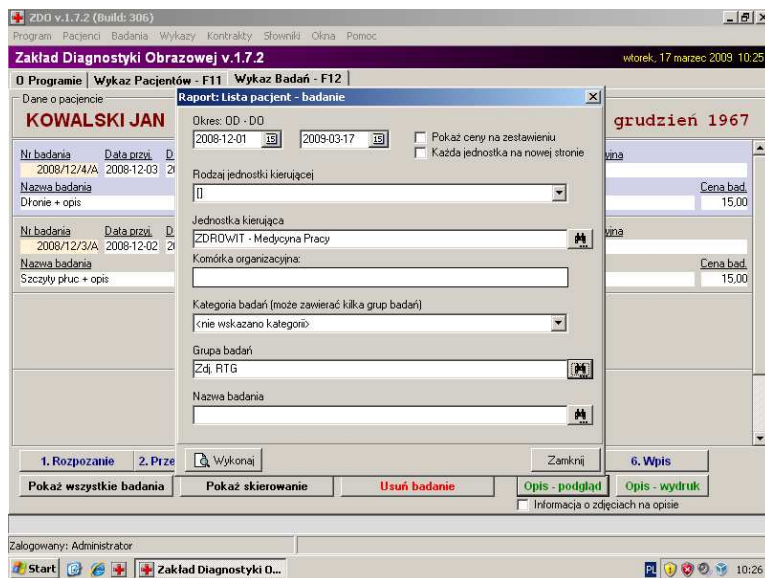 ZDO v.1.7.2 (Build: 306)
Program Pacjenci Badania Wykazy Kontrakty Słowniki Okna Pomoc
Zakład Diagnostyki Obrazowej v.1.7.2 wtorek, 17 marzec 2009 10:25
O Programie Wykaz Pacjentów - F11 Wykaz Badań - F12
Dane o pacjencie
KOWALSKI JAN grudzień 1967
Raport: Lista pacjent - badanie
Okres: OD - DO
2008-12-01 15 2009-03-17 15 Pokaż ceny na zestawieniu
Każda jednostka na nowej stronie
Rodzaj jednostki kierującej
[]
Jednostka kierująca
ZDROWIT - Medycyna Pracy
Komórka organizacyjna:
Kategoria badań (może zawierać kilka grup badań)
<nie wskazano kategorii>
Grupa badań
Zdj. RTG
Nazwa badania
Wykonaj Zamknij
Nr badania Data przyj. D
2008/12/4/A 2008-12-03 2
Nazwa badania Cena bad.
Dłonie + opis 15,00
Nr badania Data przyj. D
2008/12/3/A 2008-12-02 2
Nazwa badania Cena bad.
Szczyty płuc + opis 15,00
1. Rozpozanie 2. Prze 6. Wpis
Pokaż wszystkie badania Pokaż skierowanie Usuń badanie Opis - podgląd Opis - wydruk
Informacja o zdjęciach na opisie
Zalogowany: Administrator
Start Zakład Diagnostyki O... PL 10:26